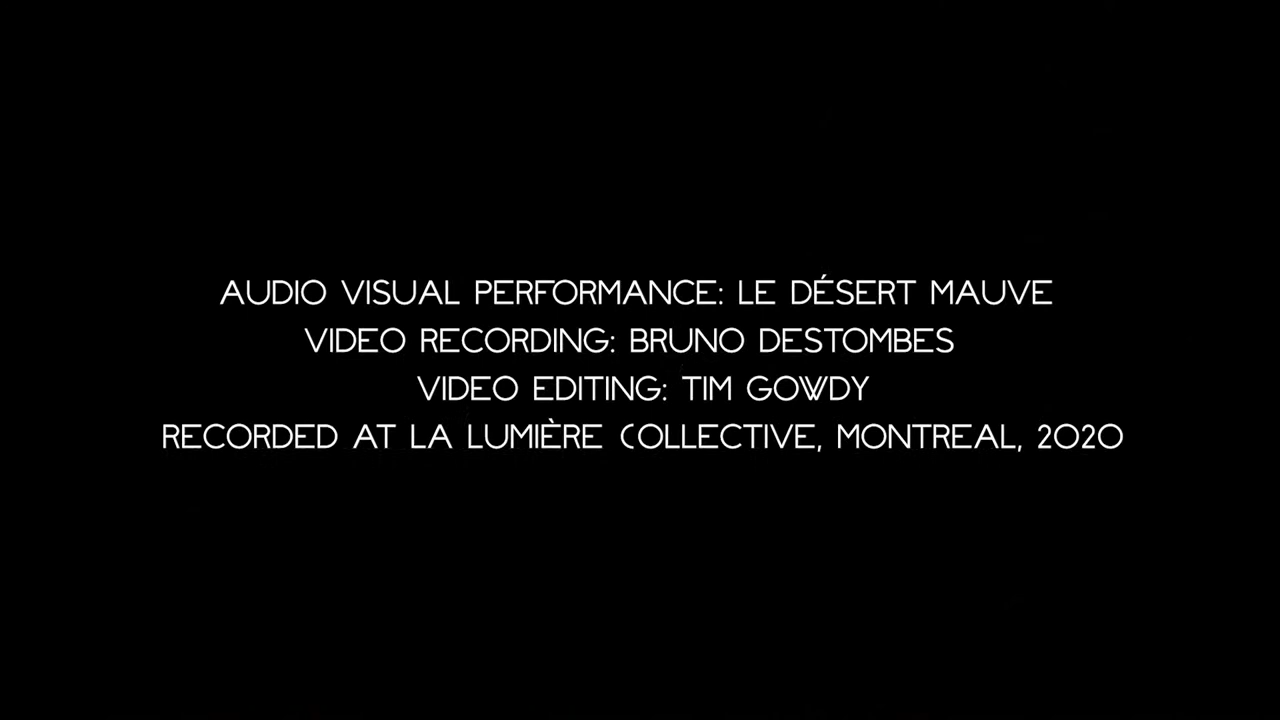 AUDIO VISUAL PERFORMANCE: LE DÉSERT MAUVE
VIDEO RECORDING: BRUNO DESTOMBES
VIDEO EDITING: TIM GOWDY
RECORDED AT LA LUMIÈRE COLLECTIVE, MONTREAL, 2020